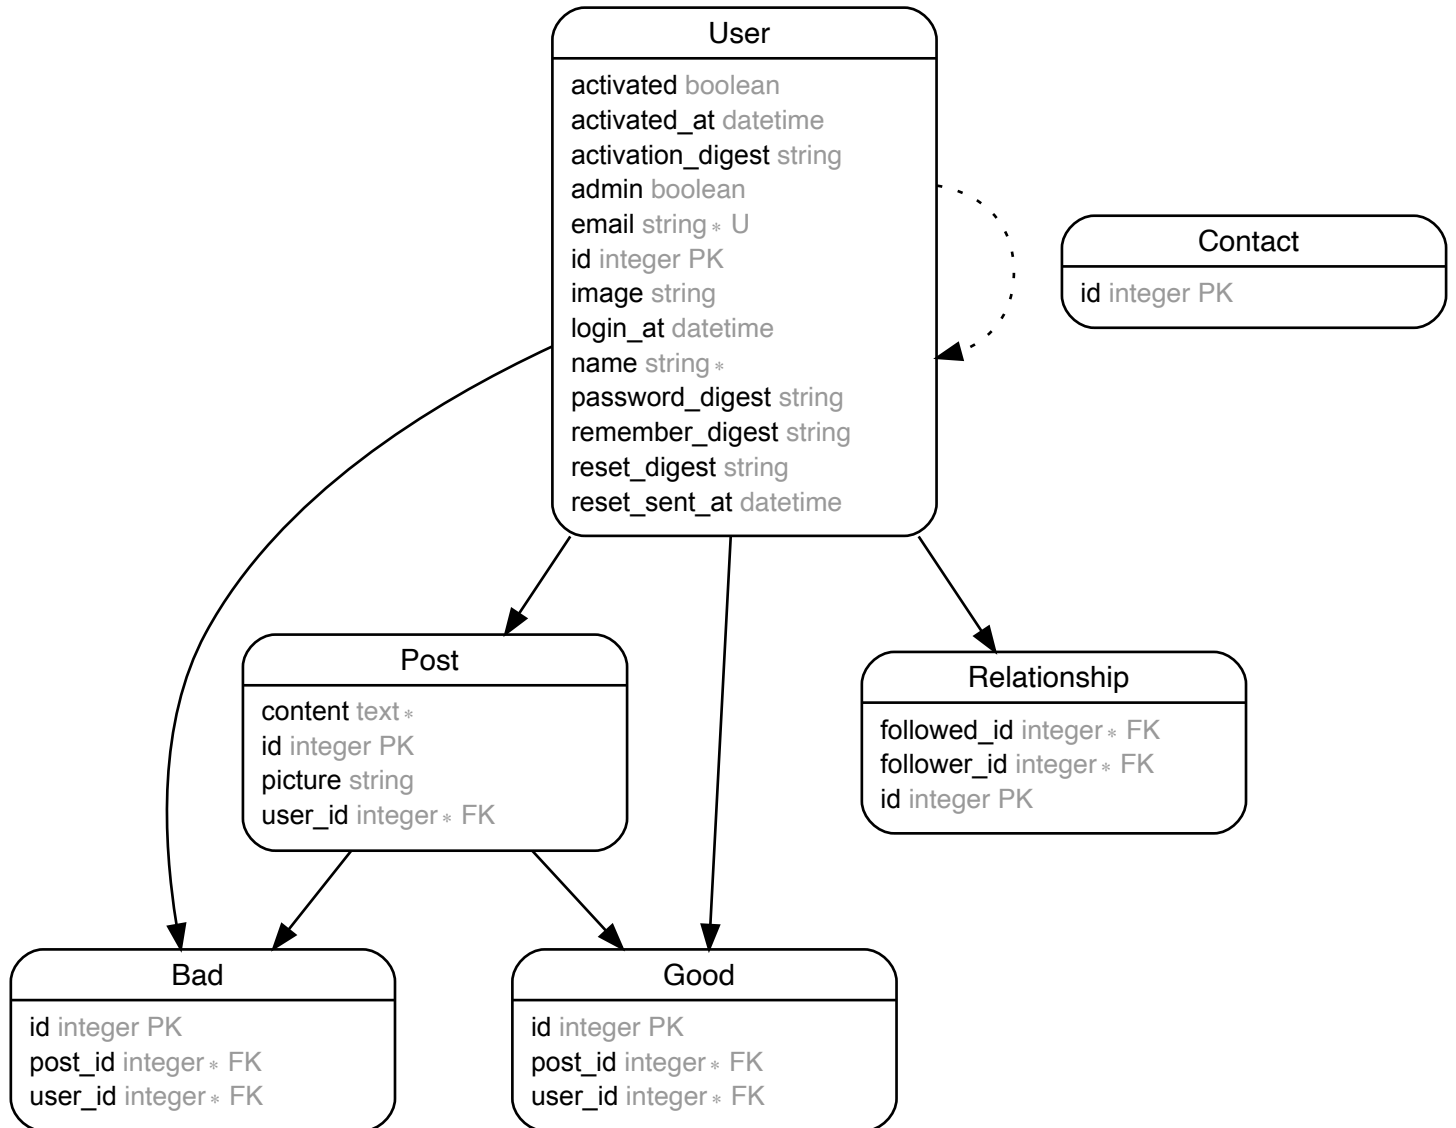 User
activated boolean
activated_at datetime
activation_digest string
admin boolean
email string * U
id integer PK
image string
login_at datetime
name string *
password_digest string
remember_digest string
reset_digest string
reset_sent_at datetime
Contact
id integer PK
Post
content text *
id integer PK
picture string
user_id integer * FK
Relationship
followed_id integer * FK
follower_id integer * FK
id integer PK
Bad
id integer PK
post_id integer * FK
user_id integer * FK
Good
id integer PK
post_id integer * FK
user_id integer * FK